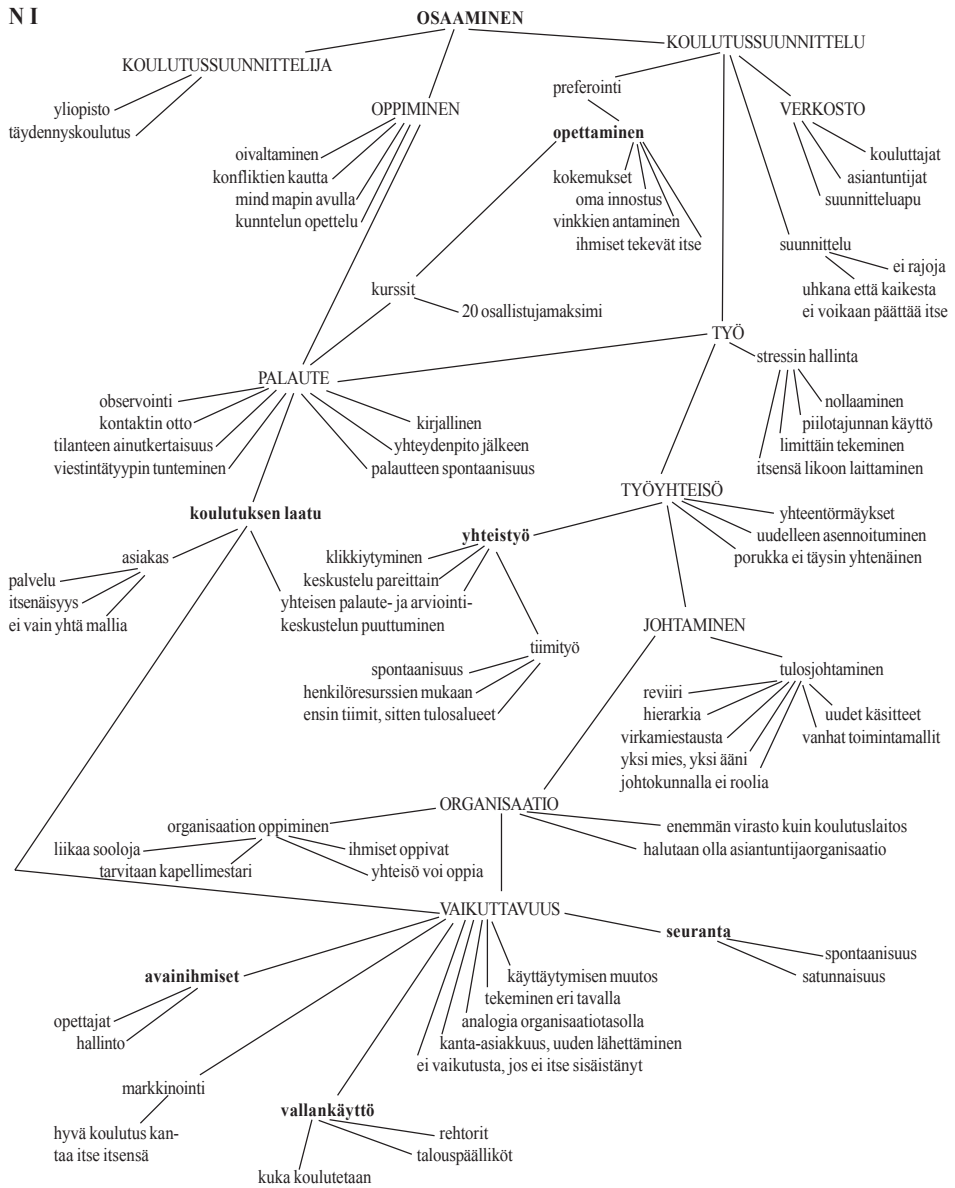 N I
OSAAMINEN
KOULUTUSSUUNNITTELU
KOULUTUSSUUNNITTELIJA
yliopisto
täydennyskoulutus
OPPIMINEN
oivaltaminen
konfliktien kautta
mind mapin avulla
kunntelun opettelu
preferointi
opettaminen
kokemukset
oma innostus
vinkkien antaminen
ihmiset tekevät itse
VERKOSTO
kouluttajat
asiantuntijat
suunnitteluapu
suunnittelu
ei rajoja
uhkana että kaikesta
ei voikaan päättää itse
kurssit
20 osallistujamaksimi
TYÖ
stressin hallinta
nollaaminen
piilotajunnan käyttö
limittäin tekeminen
itsensä likoon laittaminen
PALAUTE
observointi
kontaktin otto
tilanteen ainutkertaisuus
viestintätyypin tunteminen
kirjallinen
yhteydenpito jälkeen
palautteen spontaanisuus
TYÖYHTEISÖ
yhteentörmäykset
uudelleen asennoituminen
porukka ei täysin yhtenäinen
koulutuksen laatu
asiakas
palvelu
itsenäisyys
ei vain yhtä mallia
yhteistyö
klikkiytyminen
keskustelu pareittain
yhteisen palaute- ja arviointi-
keskustelun puuttuminen
tiimityö
spontaanisuus
henkilöresurssien mukaan
ensin tiimit, sitten tulosalueet
JOHTAMINEN
tulosjohtaminen
reviiri
hierarkia
virkamiestausta
yksi mies, yksi ääni
johtokunnalla ei roolia
uudet käsitteet
vanhat toimintamallit
ORGANISAATIO
organisaation oppiminen
liikaa sooloja
tarvitaan kapellimestari
ihmiset oppivat
yhteisö voi oppia
enemmän virasto kuin koulutuslaitos
halutaan olla asiantuntijaorganisaatio
VAIKUTTAVUUS
seuranta
spontaanisuus
satunnaisuus
avainihmiset
opettajat
hallinto
käyttäytymisen muutos
tekeminen eri tavalla
analogia organisaatiotasolla
kanta-asiakkuus, uuden lähettäminen
ei vaikutusta, jos ei itse sisäistänyt
markkinointi
hyvä koulutus kan-
taa itse itsensä
vallankäyttö
rehtorit
talouspäälliköt
kuka koulutetaan